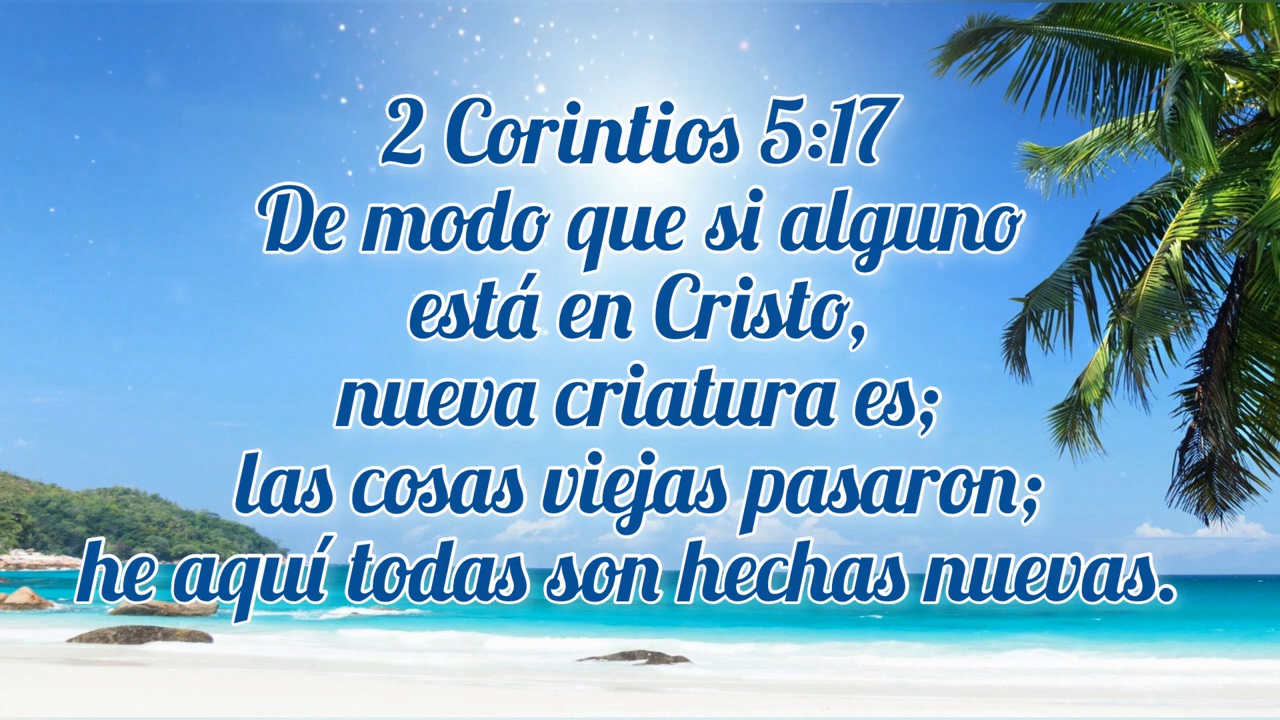 2 Corintios 5:17
De modo que si alguno
está en Cristo,
nueva criatura es;
las cosas viejas pasaron;
he aquí todas son hechas nuevas.